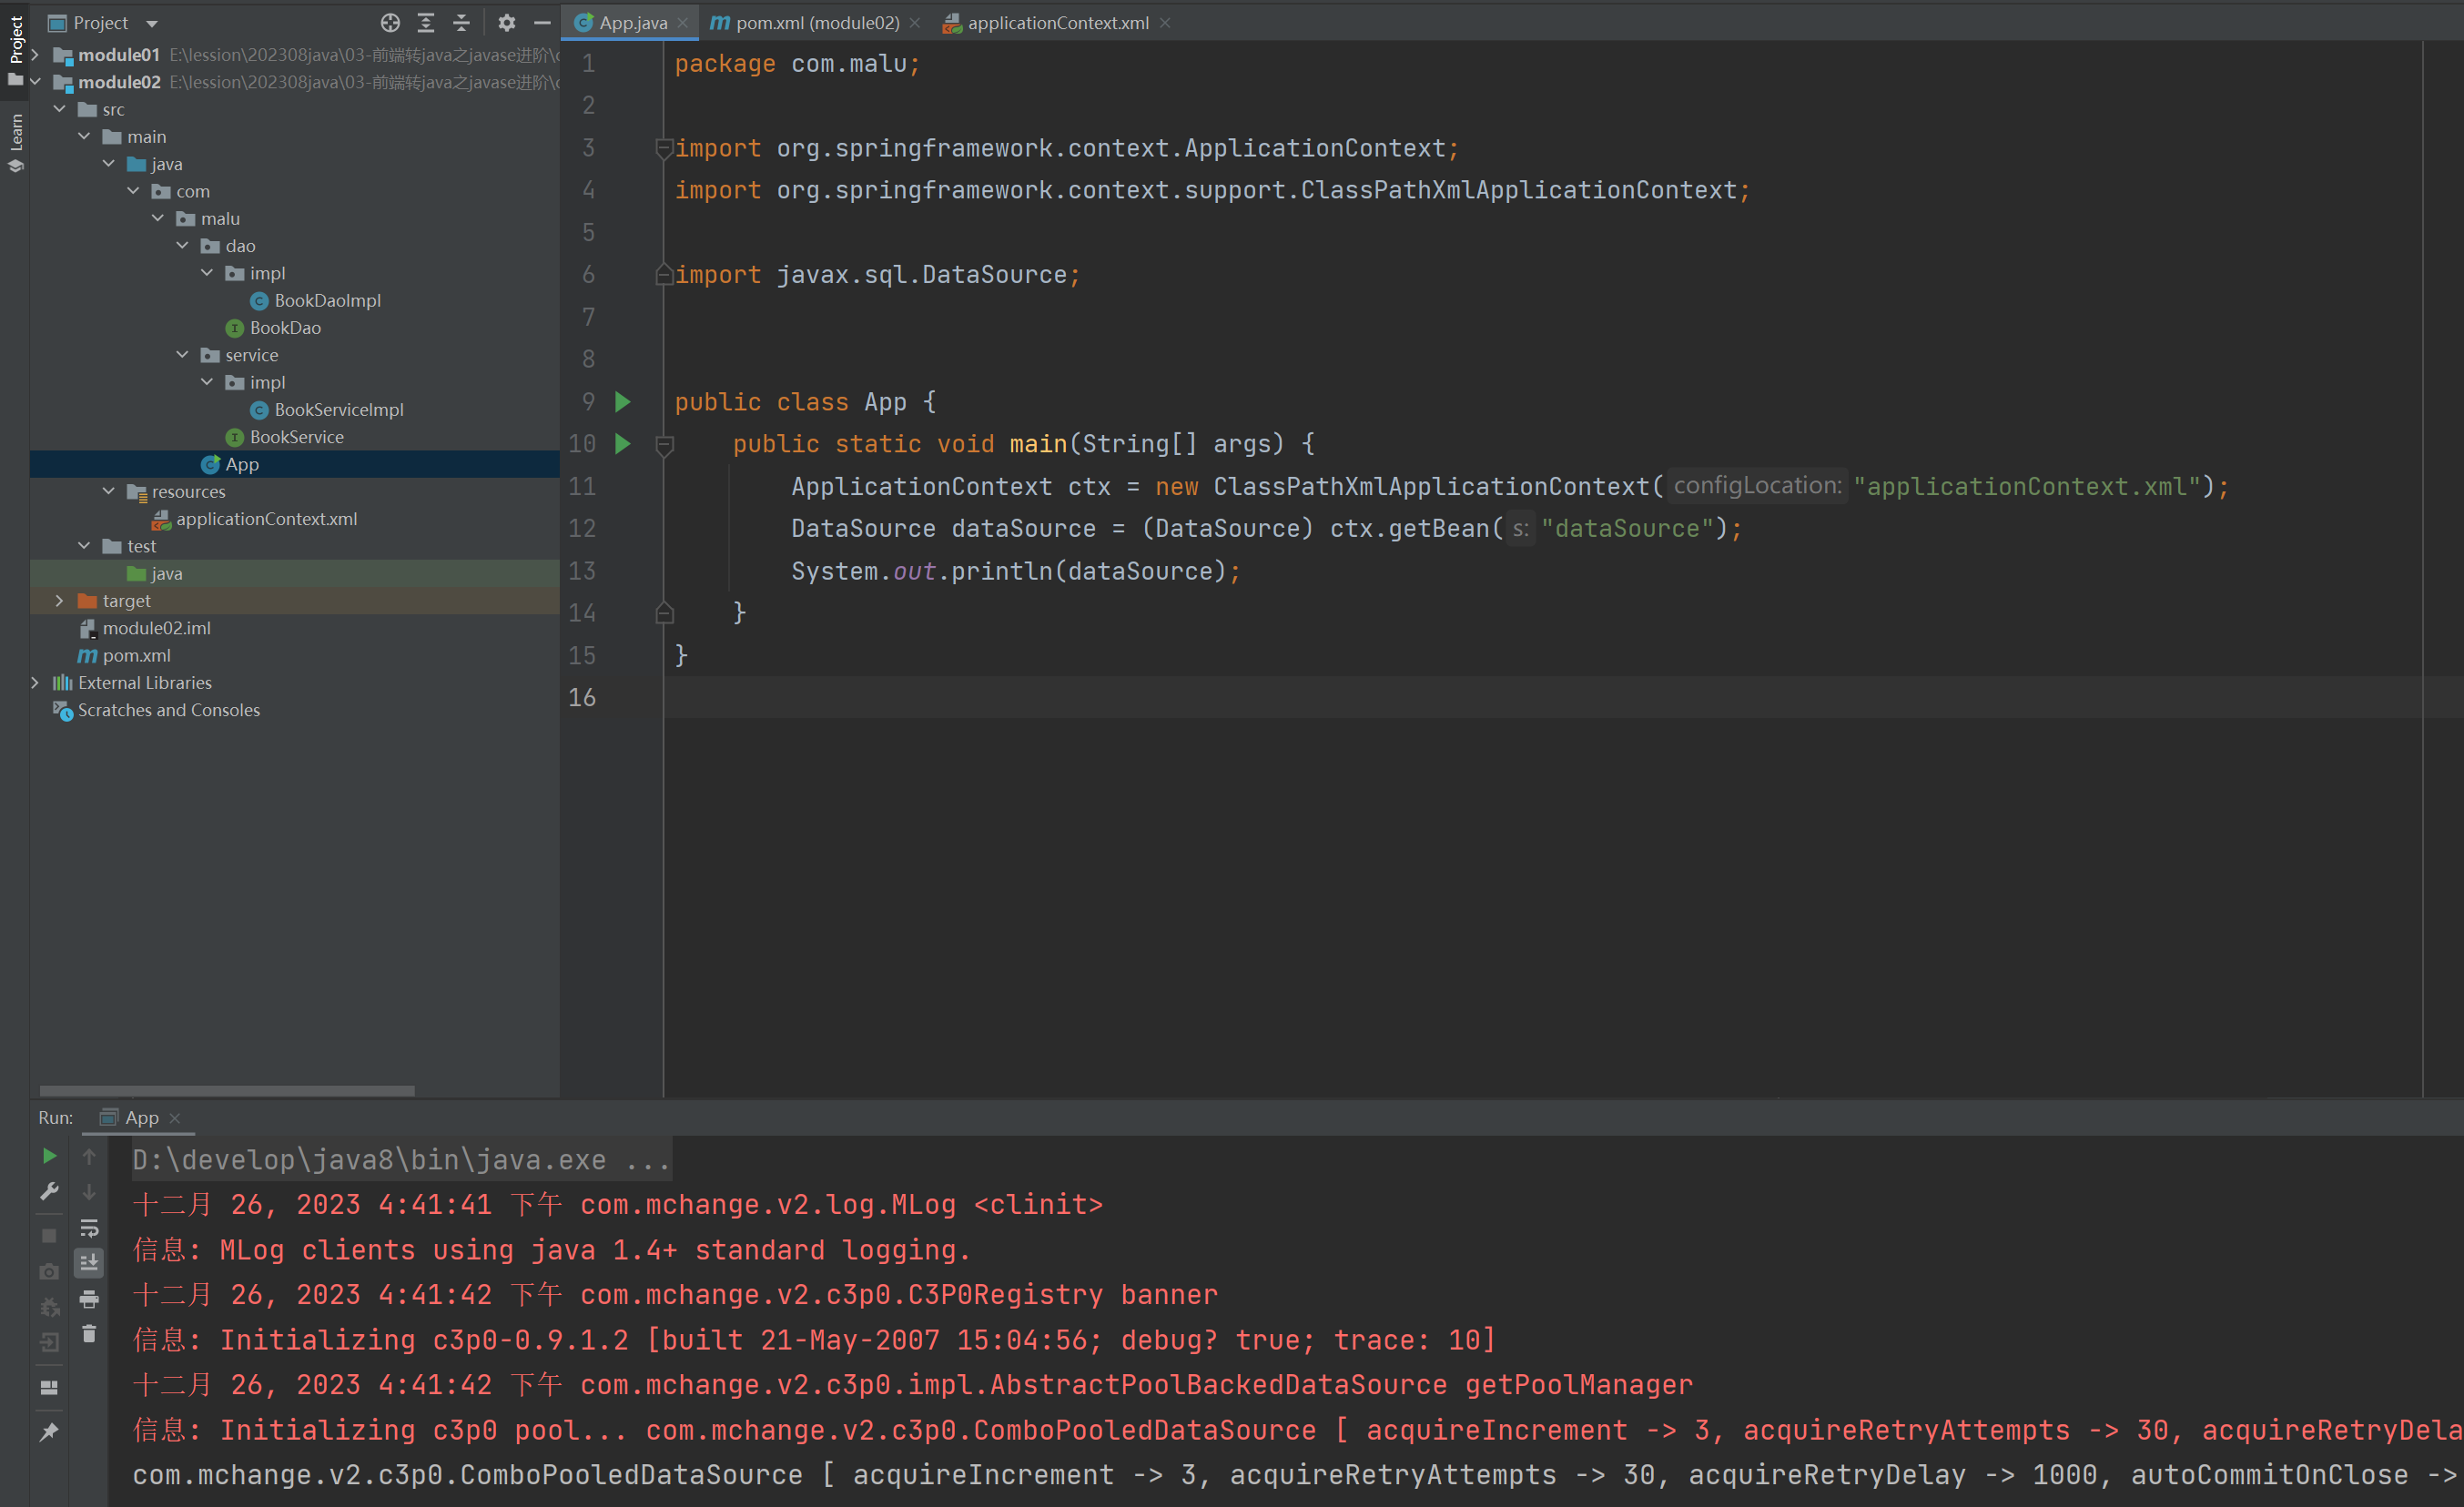 Project
Learn
Project
module01 E:\lession\202308java\03-前端转java之javase进阶\c
module02 E:\lession\202308java\03-前端转java之javase进阶\c
src
main
java
com
malu
dao
impl
BookDaoImpl
BookDao
service
impl
BookServiceImpl
BookService
App
resources
applicationContext.xml
test
java
target
module02.iml
pom.xml
External Libraries
Scratches and Consoles
App.java pom.xml (module02) applicationContext.xml
1 package com.malu;
2
3 import org.springframework.context.ApplicationContext;
4 import org.springframework.context.support.ClassPathXmlApplicationContext;
5
6 import javax.sql.DataSource;
7
8
9 public class App {
10 public static void main(String[] args) {
11 ApplicationContext ctx = new ClassPathXmlApplicationContext( configLocation: "applicationContext.xml");
12 DataSource dataSource = (DataSource) ctx.getBean( s: "dataSource");
13 System.out.println(dataSource);
14 }
15 }
16
Run: App
D:\develop\java8\bin\java.exe ...
十二月 26, 2023 4:41:41 下午 com.mchange.v2.log.MLog <clinit>
信息: MLog clients using java 1.4+ standard logging.
十二月 26, 2023 4:41:42 下午 com.mchange.v2.c3p0.C3P0Registry banner
信息: Initializing c3p0-0.9.1.2 [built 21-May-2007 15:04:56; debug? true; trace: 10]
十二月 26, 2023 4:41:42 下午 com.mchange.v2.c3p0.impl.AbstractPoolBackedDataSource getPoolManager
信息: Initializing c3p0 pool... com.mchange.v2.c3p0.ComboPooledDataSource [ acquireIncrement -> 3, acquireRetryAttempts -> 30, acquireRetryDela
com.mchange.v2.c3p0.ComboPooledDataSource [ acquireIncrement -> 3, acquireRetryAttempts -> 30, acquireRetryDelay -> 1000, autoCommitOnClose ->